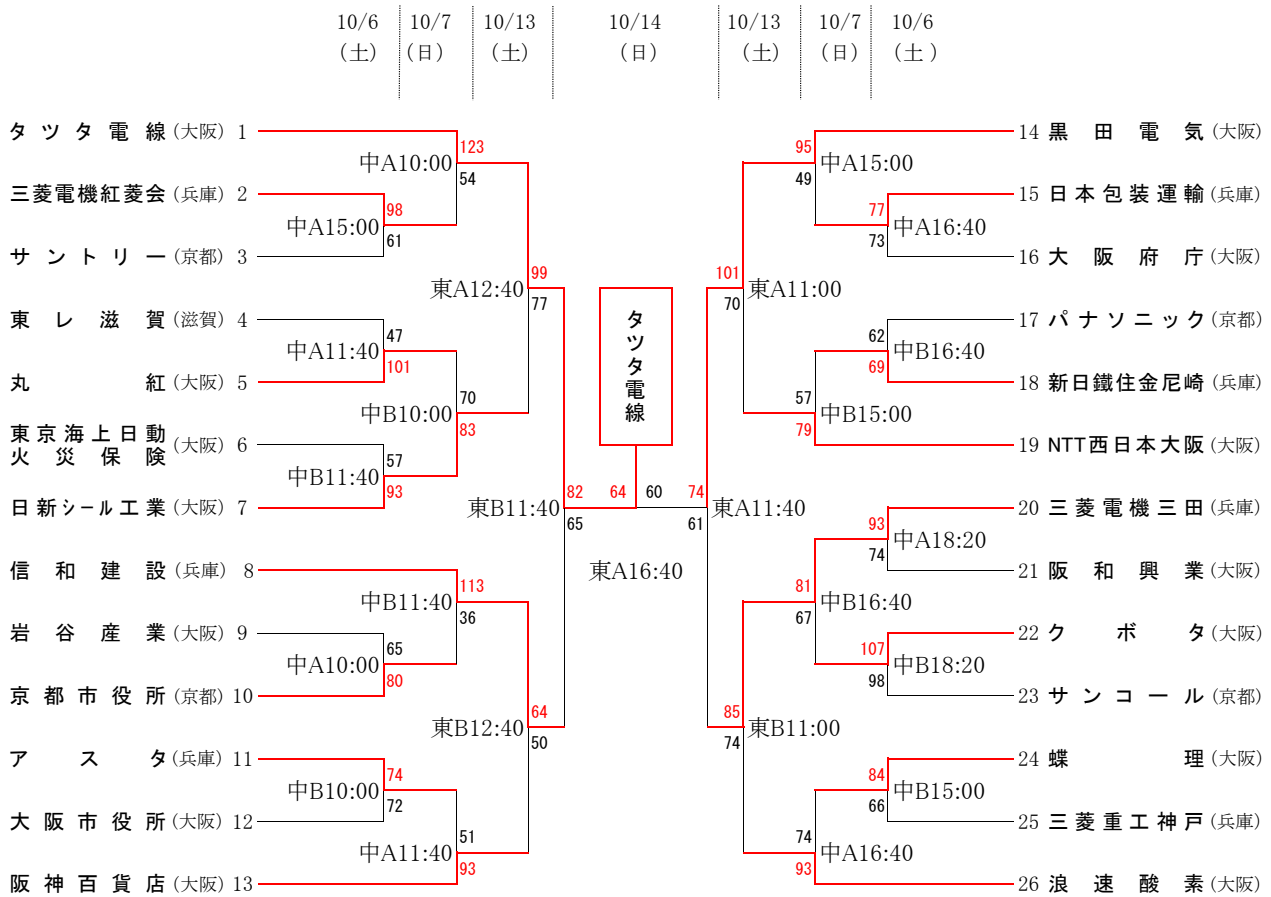 10/6 10/7 10/13 10/14 10/13 10/7 10/6
(土) (日) (土) (日) (土) (日) (土)
タツタ電線 (大阪) 1
123
中A10:00
54
三菱電機紅菱会 (兵庫) 2
98
中A15:00
61
サントリー (京都) 3
99
東A12:40
77
東レ滋賀 (滋賀) 4
47
中A11:40
101
丸紅 (大阪) 5
70
中B10:00
83
東京海上日動
火災保険 (大阪) 6
57
中B11:40
93
日新シール工業 (大阪) 7
82
東B11:40
65
信和建設 (兵庫) 8
113
中B11:40
36
岩谷産業 (大阪) 9
65
中A10:00
80
京都市役所 (京都) 10
64
東B12:40
50
アスタ (兵庫) 11
74
中B10:00
72
大阪市役所 (大阪) 12
51
中A11:40
93
阪神百貨店 (大阪) 13
タツタ電線
64 60
東A16:40
14 黒田電気 (大阪)
95
中A15:00
49
15 日本包装運輸 (兵庫)
77
中A16:40
73
16 大阪府庁 (大阪)
101
東A11:00
70
17 パナソニック (京都)
62
中B16:40
69
18 新日鐵住金尼崎 (兵庫)
57
中B15:00
79
19 NTT西日本大阪 (大阪)
74
東A11:40
61
20 三菱電機三田 (兵庫)
93
中A18:20
74
21 阪和興業 (大阪)
81
中B16:40
67
22 クボタ (大阪)
107
中B18:20
98
23 サンコール (京都)
85
東B11:00
74
24 蝶理 (大阪)
84
中B15:00
66
25 三菱重工神戸 (兵庫)
74
中A16:40
93
26 浪速酸素 (大阪)